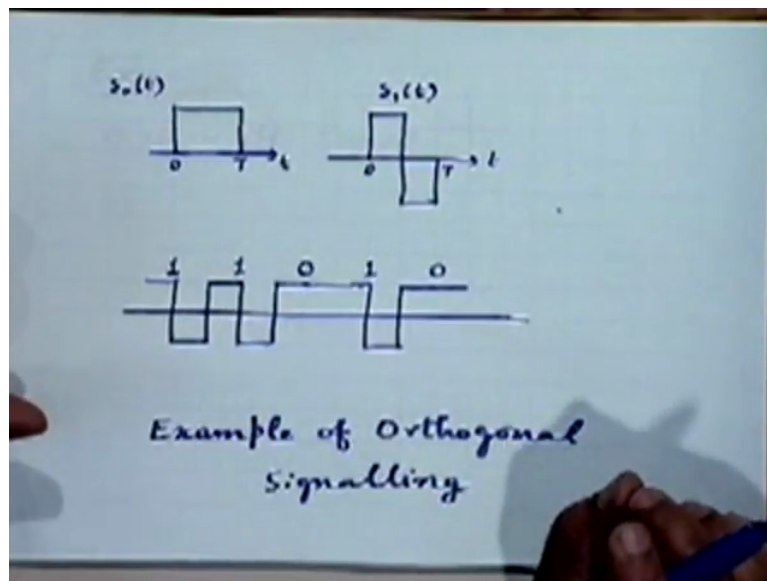 s₀(t) s₁(t)
0 T t 0 T t
1 1 0 1 0
Example of Orthogonal
Signalling